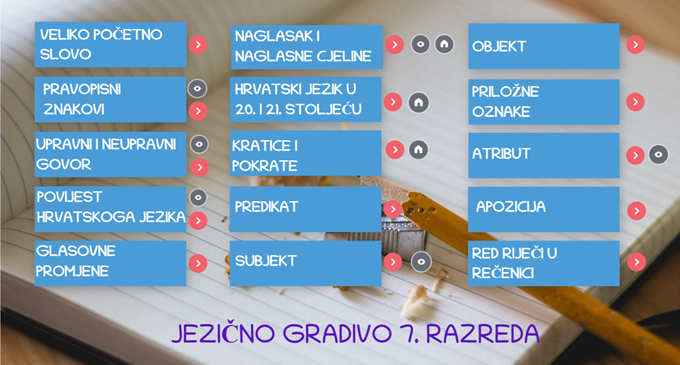 VELIKO POČETNO
SLOVO
PRAVOPISNI
ZNAKOVI
UPRAVNI I NEUPRAVNI
GOVOR
POVIJEST
HRVATSKOGA JEZIKA
GLASOVNE
PROMJENE
NAGLASAK I
NAGLASNE CJELINE
HRVATSKI JEZIK U
20. I 21. STOLJEĆU
KRATICE I
POKRATE
PREDIKAT
SUBJEKT
OBJEKT
PRILOŽNE
OZNAKE
ATRIBUT
APOZICIJA
RED RIJEČI U
REČENICI
JEZIČNO GRADIVO 7. RAZREDA